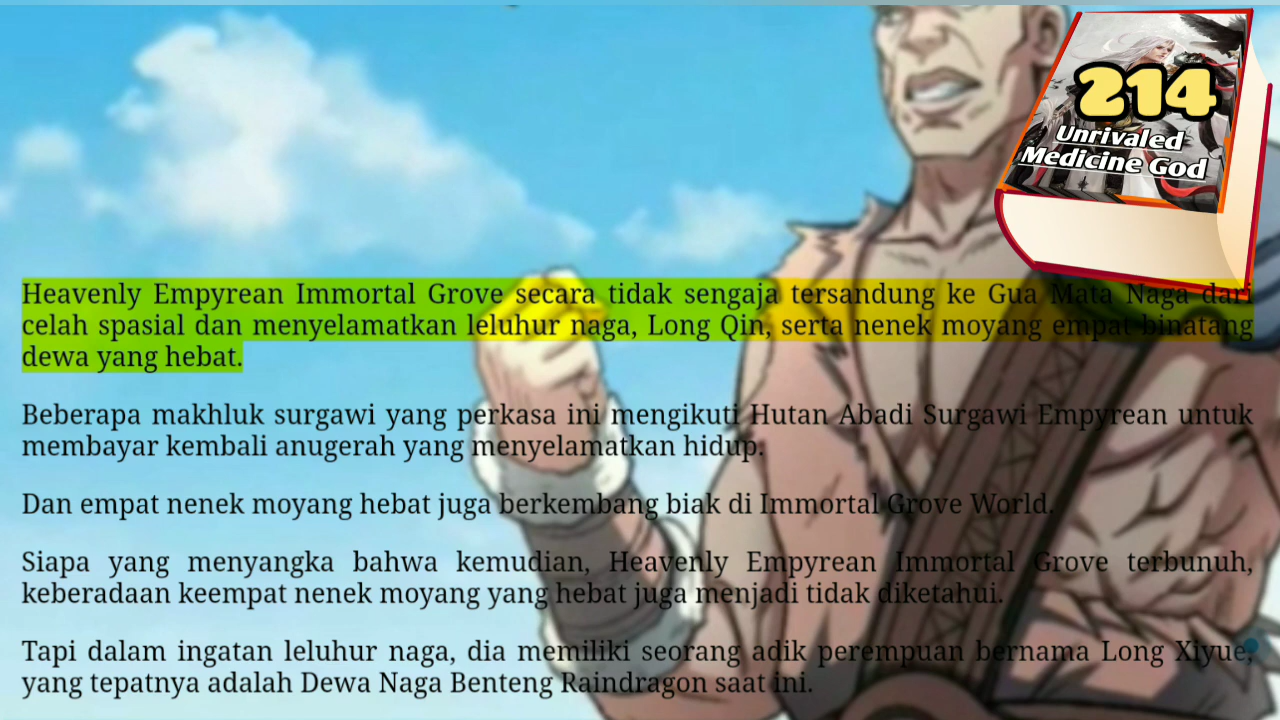 214
Unrivaled
Medicine God
Heavenly Empyrean Immortal Grove secara tidak sengaja tersandung ke Gua Mata Naga dari
celah spasial dan menyelamatkan leluhur naga, Long Qin, serta nenek moyang empat binatang
dewa yang hebat.
Beberapa makhluk surgawi yang perkasa ini mengikuti Hutan Abadi Surgawi Empyrean untuk
membayar kembali anugerah yang menyelamatkan hidup.
Dan empat nenek moyang hebat juga berkembang biak di Immortal Grove World.
Siapa yang menyangka bahwa kemudian, Heavenly Empyrean Immortal Grove terbunuh,
keberadaan keempat nenek moyang yang hebat juga menjadi tidak diketahui.
Tapi dalam ingatan leluhur naga, dia memiliki seorang adik perempuan bernama Long Xiyue,
yang tepatnya adalah Dewa Naga Benteng Raindragon saat ini.